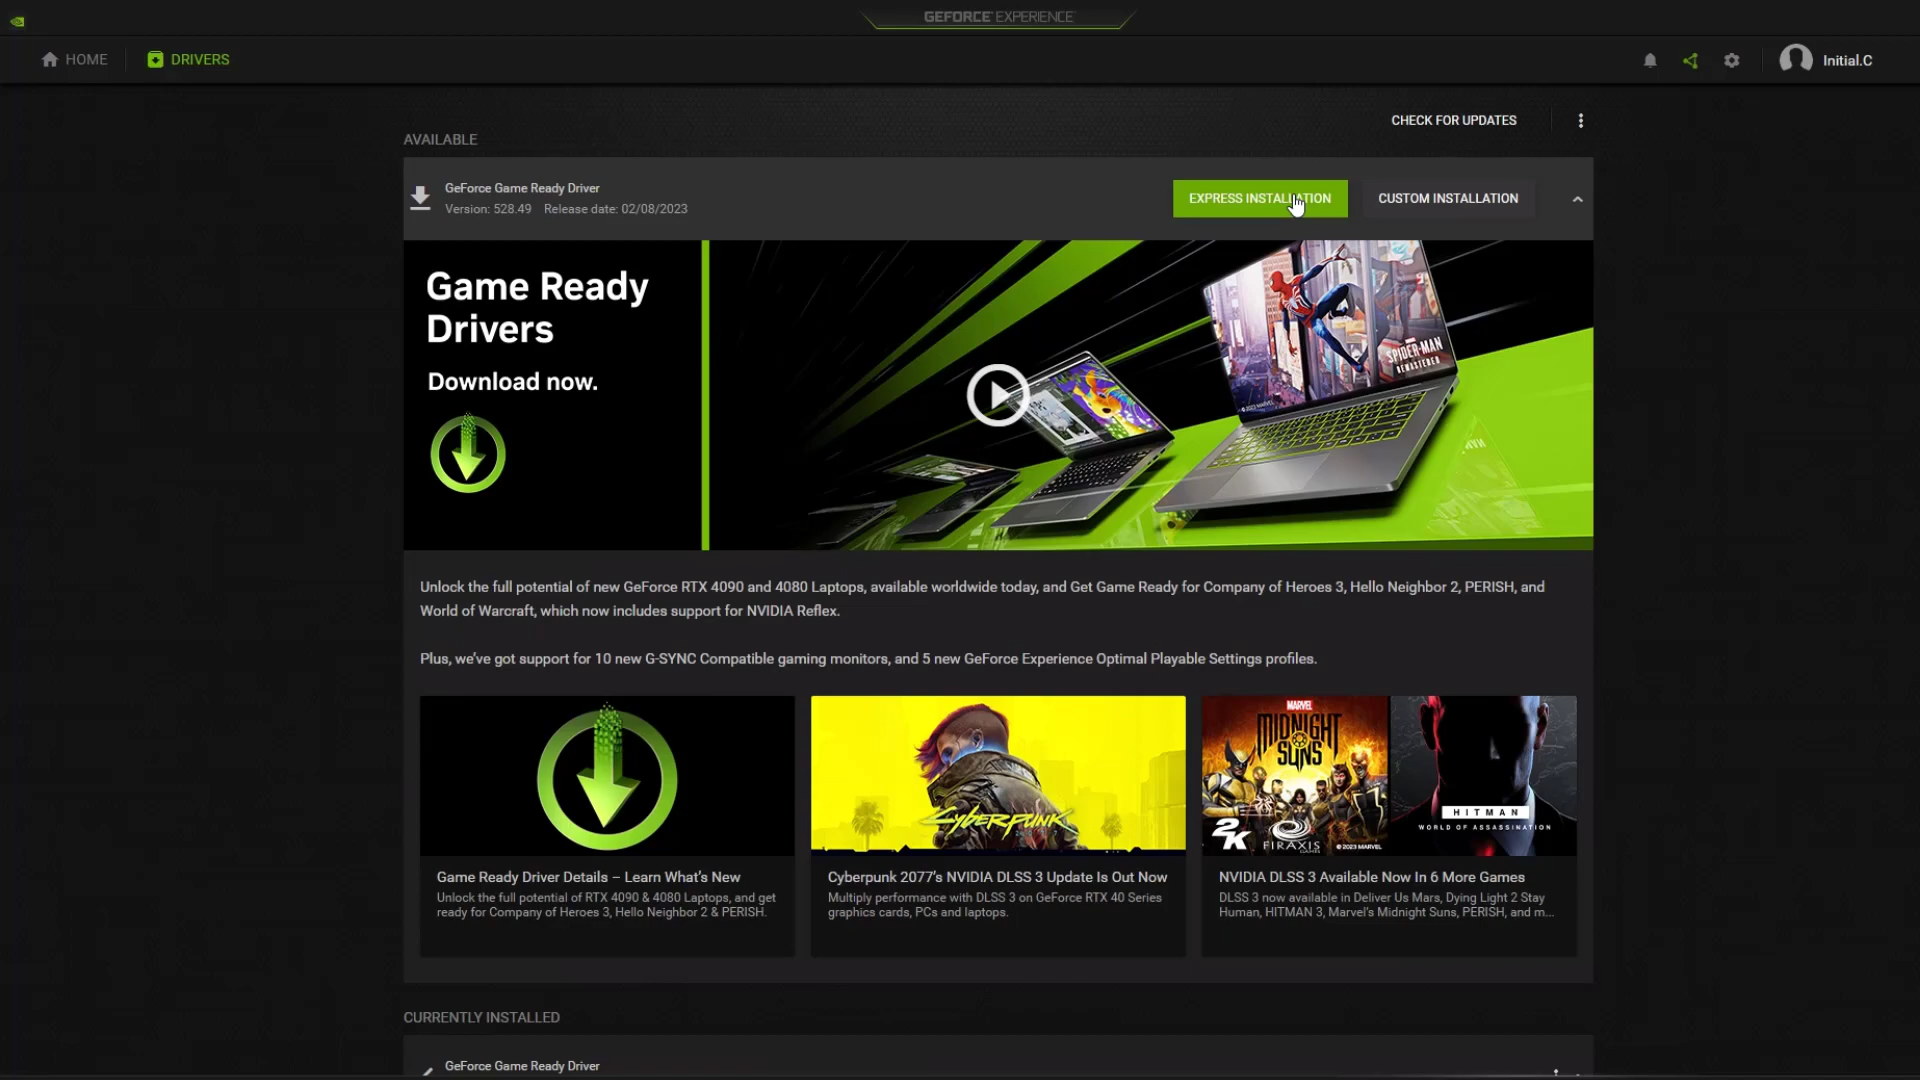 GEFORCE EXPERIENCE
HOME
DRIVERS
Initial.C
CHECK FOR UPDATES
AVAILABLE
GeForce Game Ready Driver
Version: 528.49 Release date: 02/08/2023
EXPRESS INSTALLATION
CUSTOM INSTALLATION
Game Ready
Drivers
Download now.
MARVEL
SPIDER-MAN
REMASTERED
Unlock the full potential of new GeForce RTX 4090 and 4080 Laptops, available worldwide today, and Get Game Ready for Company of Heroes 3, Hello Neighbor 2, PERISH, and
World of Warcraft, which now includes support for NVIDIA Reflex.
Plus, we've got support for 10 new G-SYNC Compatible gaming monitors, and 5 new GeForce Experience Optimal Playable Settings profiles.
CYBERPUNK
MARVEL
MIDNIGHT
SUNS
2K
FIRAXIS
GAMES
©2023 MARVEL
HITMAN
WORLD OF ASSASSINATION
Game Ready Driver Details – Learn What's New
Unlock the full potential of RTX 4090 & 4080 Laptops, and get
ready for Company of Heroes 3, Hello Neighbor 2 & PERISH.
Cyberpunk 2077's NVIDIA DLSS 3 Update Is Out Now
Multiply performance with DLSS 3 on GeForce RTX 40 Series
graphics cards, PCs and laptops.
NVIDIA DLSS 3 Available Now In 6 More Games
DLSS 3 now available in Deliver Us Mars, Dying Light 2 Stay
Human, HITMAN 3, Marvel's Midnight Suns, PERISH, and m...
CURRENTLY INSTALLED
GeForce Game Ready Driver